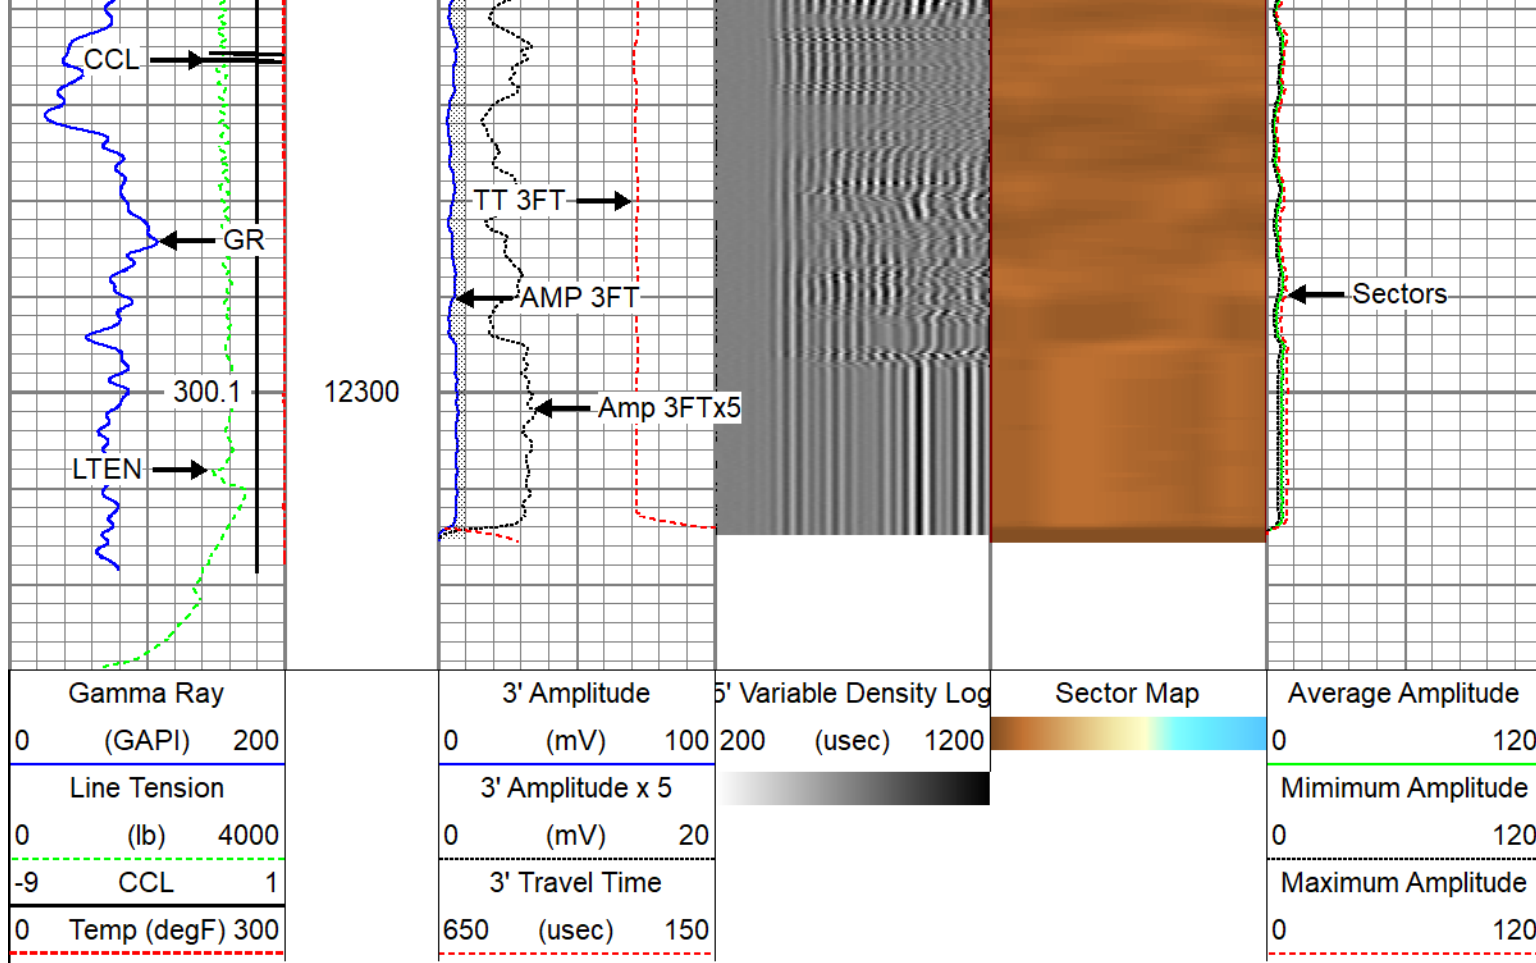 CCL
TT 3FT
GR
AMP 3FT
Sectors
300.1
12300
Amp 3FTx5
LTEN
Gamma Ray
0 (GAPI) 200
Line Tension
0 (lb) 4000
-9 CCL 1
0 Temp (degF) 300
3' Amplitude
0 (mV) 100
3' Amplitude x 5
0 (mV) 20
3' Travel Time
650 (usec) 150
5' Variable Density Log
200 (usec) 1200
Sector Map
Average Amplitude
0 120
Mimimum Amplitude
0 120
Maximum Amplitude
0 120